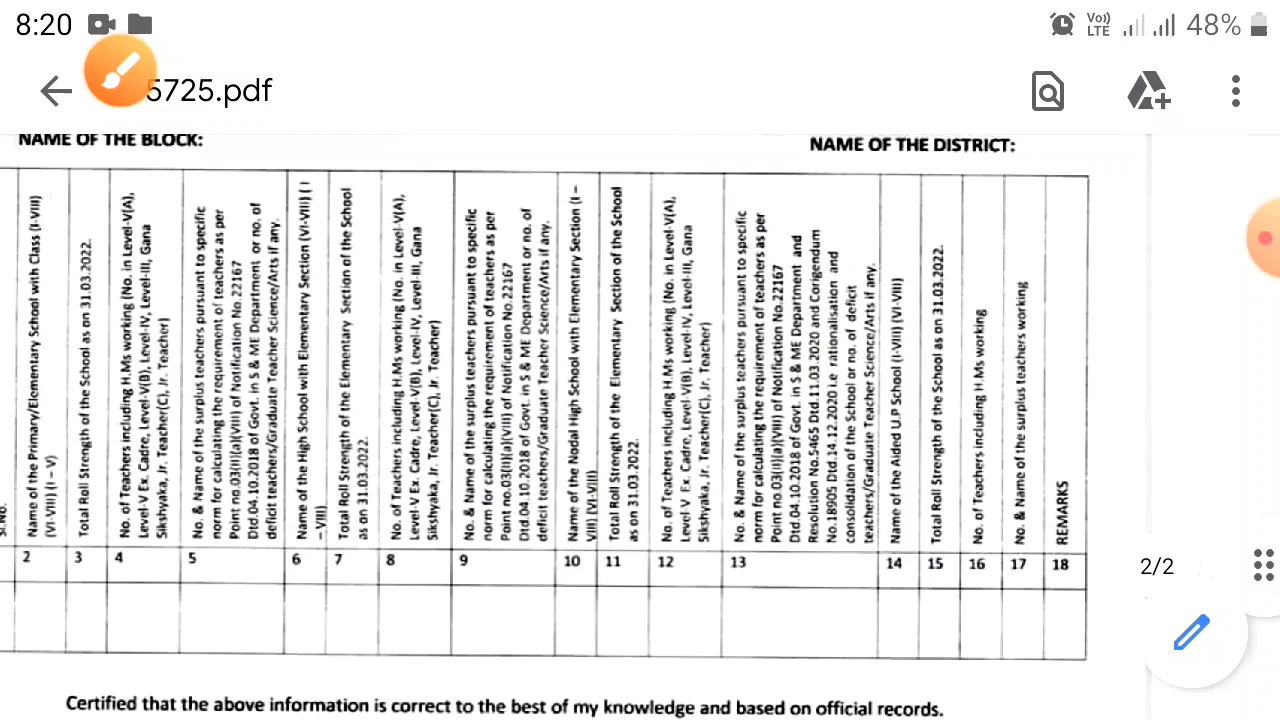 8:20
Vo))
LTE
48%
5725.pdf
NAME OF THE BLOCK:
NAME OF THE DISTRICT:
Sl.No.
Name of the Primary/Elementary School with Class (I-VIII)
(VI-VIII) (I – V)
Total Roll Strength of the School as on 31.03.2022.
No. of Teachers including H.Ms working (No. in Level-V(A),
Level-V Ex. Cadre, Level-V(B), Level-IV, Level-III, Gana
Sikshyaka, Jr. Teacher(C), Jr. Teacher)
No. & Name of the surplus teachers pursuant to specific
norm for calculating the requirement of teachers as per
Point no.03(II)(a)(VIII) of Notification No.22167
Dtd.04.10.2018 of Govt. in S & ME Department or no. of
deficit teachers/Graduate Teacher Science/Arts if any.
Name of the High School with Elementary Section (VI-VIII) ( I
– VIII)
Total Roll Strength of the Elementary Section of the School
as on 31.03.2022.
No. of Teachers including H.Ms working (No. in Level-V(A),
Level-V Ex. Cadre, Level-V(B), Level-IV, Level-III, Gana
Sikshyaka, Jr. Teacher(C), Jr. Teacher)
No. & Name of the surplus teachers pursuant to specific
norm for calculating the requirement of teachers as per
Point no.03(II)(a)(VIII) of Notification No.22167
Dtd.04.10.2018 of Govt. in S & ME Department or no. of
deficit teachers/Graduate Teacher Science/Arts if any.
Name of the Nodal High School with Elementary Section (I –
VIII) (VI-VIII)
Total Roll Strength of the Elementary Section of the School
as on 31.03.2022.
No. of Teachers including H.Ms working (No. in Level-V(A),
Level-V Ex. Cadre, Level-V(B), Level-IV, Level-III, Gana
Sikshyaka, Jr. Teacher(C), Jr. Teacher)
No. & Name of the surplus teachers pursuant to specific
norm for calculating the requirement of teachers as per
Point no.03(II)(a)(VIII) of Notification No.22167
Dtd.04.10.2018 of Govt. in S & ME Department and
Resolution No.5465 Dtd.11.03.2020 and Corigendum
No.18905 Dtd.14.12.2020 i.e rationalisation and
consolidation of the School or no. of deficit
teachers/Graduate Teacher Science/Arts if any.
Name of the Aided U.P School (I-VIII) (VI-VIII)
Total Roll Strength of the School as on 31.03.2022.
No. of Teachers including H.Ms working
No. & Name of the surplus teachers working
REMARKS
2 3 4 5 6 7 8 9 10 11 12 13 14 15 16 17 18
2/2
Certified that the above information is correct to the best of my knowledge and based on official records.